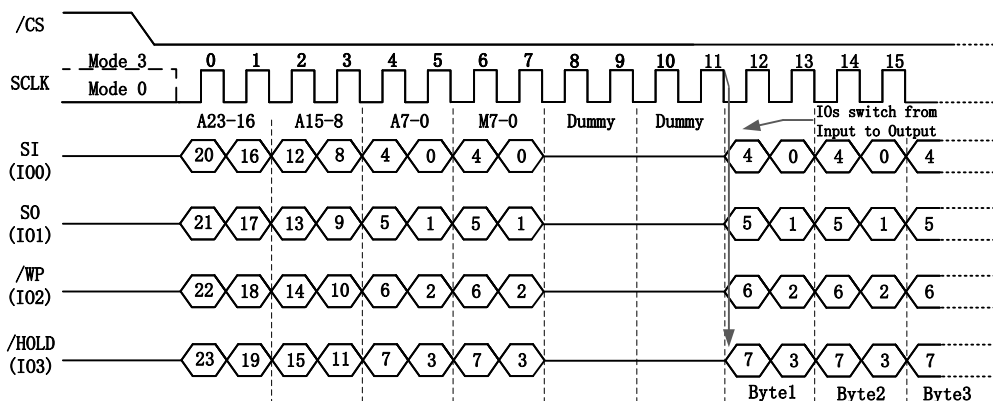 /CS
Mode 3 0 1 2 3 4 5 6 7 8 9 10 11 12 13 14 15
SCLK
Mode 0
IOs switch from
Input to Output
A23-16 A15-8 A7-0 M7-0 Dummy Dummy
SI
(IO0)
20 16 12 8 4 0 4 0 4 0 4 0 4
SO
(IO1)
21 17 13 9 5 1 5 1 5 1 5 1 5
/WP
(IO2)
22 18 14 10 6 2 6 2 6 2 6 2 6
/HOLD
(IO3)
23 19 15 11 7 3 7 3 7 3 7 3 7
Byte1 Byte2 Byte3